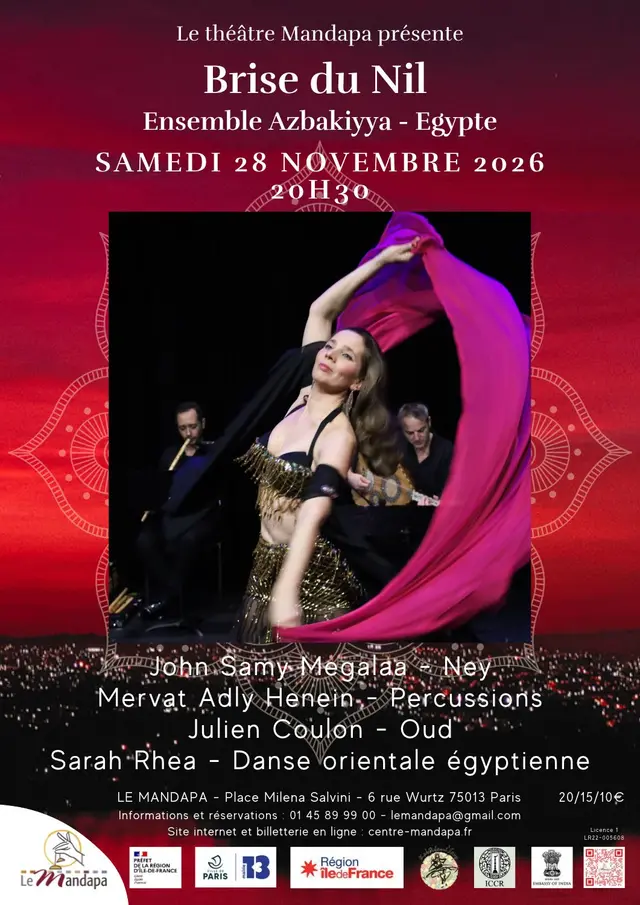 Le théâtre Mandapa présente
Brise du Nil
Ensemble Azbakiyya - Egypte
SAMEDI 28 NOVEMBRE 2026
20H30
John Samy Megalaa - Ney
Mervat Adly Henein - Percussions
Julien Coulon - Oud
Sarah Rhea - Danse orientale égyptienne
LE MANDAPA - Place Milena Salvini - 6 rue Wurtz 75013 Paris 20/15/10€
Informations et réservations : 01 45 89 99 00 - lemandapa@gmail.com
Site internet et billetterie en ligne : centre-mandapa.fr
Licence 1
LR22-005608
Le Mandapa
PRÉFET
DE LA RÉGION
D'ÎLE-DE-FRANCE
VILLE DE
PARIS
13
Région
îledeFrance
ICCR
EMBASSY OF INDIA